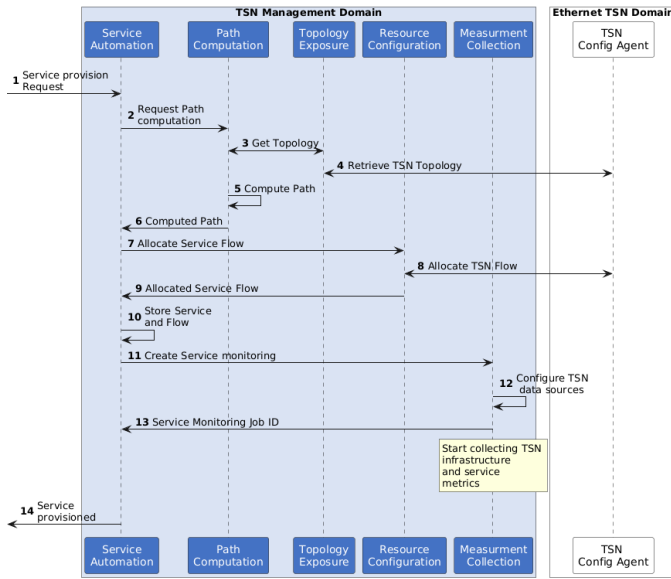 TSN Management Domain
Ethernet TSN Domain
Service
Automation
Path
Computation
Topology
Exposure
Resource
Configuration
Measurment
Collection
TSN
Config Agent
1 Service provision
Request
2 Request Path
computation
3 Get Topology
4 Retrieve TSN Topology
5 Compute Path
6 Computed Path
7 Allocate Service Flow
8 Allocate TSN Flow
9 Allocated Service Flow
10 Store Service
and Flow
11 Create Service monitoring
12 Configure TSN
data sources
13 Service Monitoring Job ID
Start collecting TSN
infrastructure
and service
metrics
14 Service
provisioned
Service
Automation
Path
Computation
Topology
Exposure
Resource
Configuration
Measurment
Collection
TSN
Config Agent